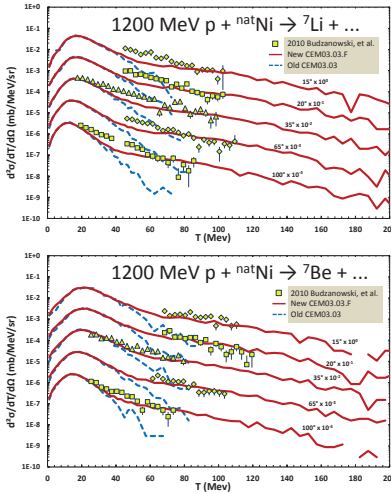 1200 MeV p + ⁿᵃᵗNi → ⁷Li + ...
1E+0
1E-1
1E-2
1E-3
1E-4
1E-5
1E-6
1E-7
1E-8
1E-9
1E-10
d²σ/dT/dΩ (mb/MeV/sr)
2010 Budzanowski, et al.
New CEM03.03.F
Old CEM03.03
15° x 10⁰
20° x 10⁻¹
35° x 10⁻²
65° x 10⁻⁴
100° x 10⁻⁶
0 20 40 60 80 100 120 140 160 180 200
T (MeV)
1200 MeV p + ⁿᵃᵗNi → ⁷Be + ...
1E+0
1E-1
1E-2
1E-3
1E-4
1E-5
1E-6
1E-7
1E-8
1E-9
1E-10
d²σ/dT/dΩ (mb/MeV/sr)
2010 Budzanowski, et al.
New CEM03.03.F
Old CEM03.03
15° x 10⁰
20° x 10⁻¹
35° x 10⁻²
65° x 10⁻⁴
100° x 10⁻⁶
0 20 40 60 80 100 120 140 160 180 200
T (MeV)